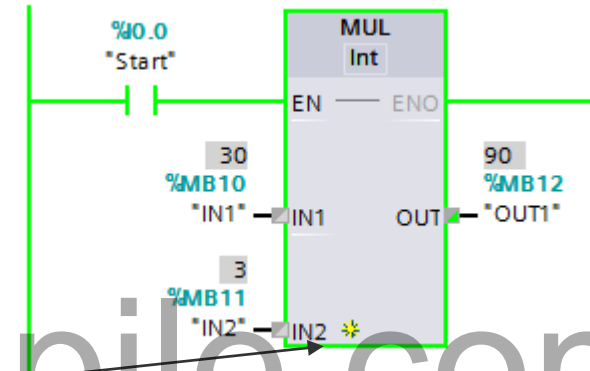 %I0.0
"Start"
MUL
Int
EN
ENO
30
%MB10
"IN1"
IN1
OUT
90
%MB12
"OUT1"
3
%MB11
"IN2"
IN2